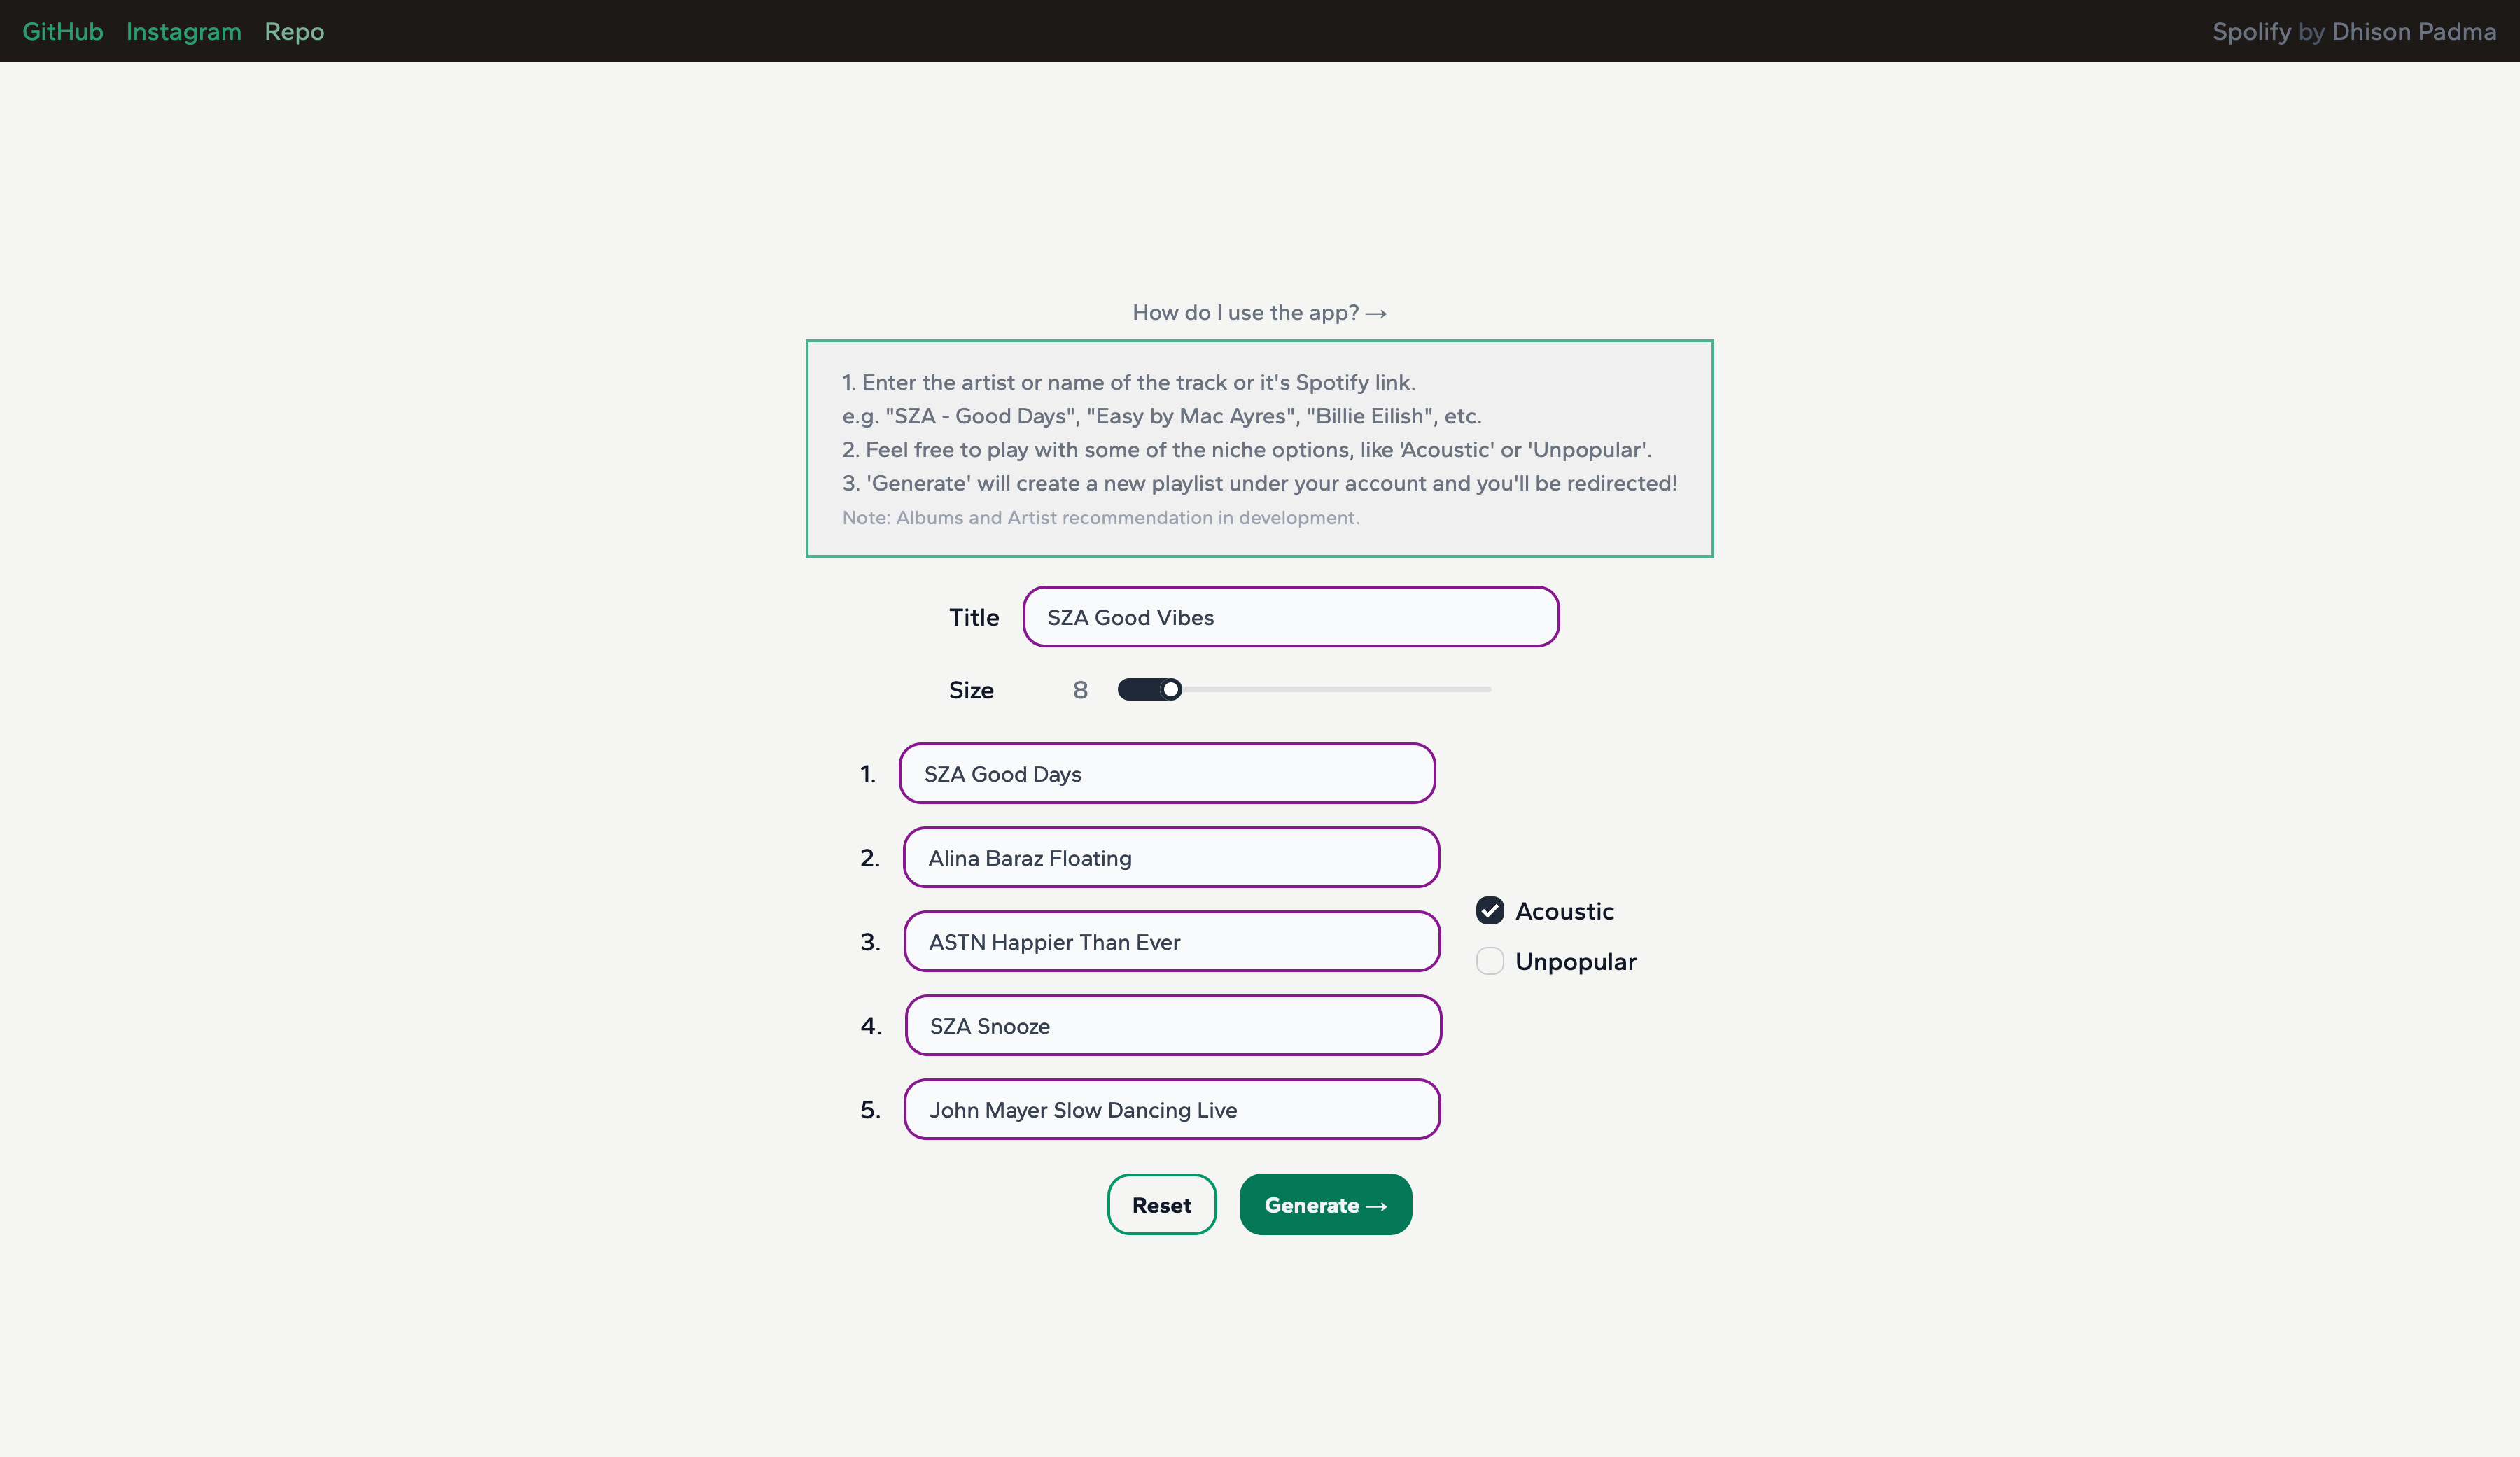 GitHub Instagram Repo
Spolify by Dhison Padma
How do I use the app? →
1. Enter the artist or name of the track or it's Spotify link.
e.g. "SZA - Good Days", "Easy by Mac Ayres", "Billie Eilish", etc.
2. Feel free to play with some of the niche options, like 'Acoustic' or 'Unpopular'.
3. 'Generate' will create a new playlist under your account and you'll be redirected!
Note: Albums and Artist recommendation in development.
Title SZA Good Vibes
Size 8
1. SZA Good Days
2. Alina Baraz Floating
3. ASTN Happier Than Ever
4. SZA Snooze
5. John Mayer Slow Dancing Live
Acoustic
Unpopular
Reset Generate →